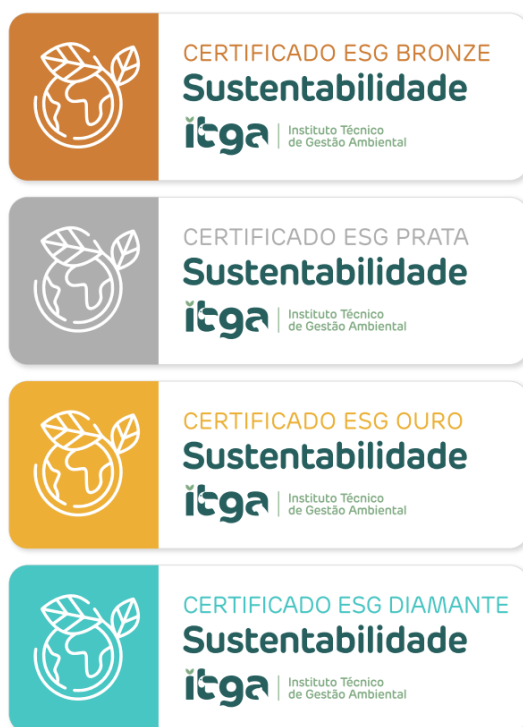 CERTIFICADO ESG BRONZE
Sustentabilidade
itga
Instituto Técnico
de Gestão Ambiental
CERTIFICADO ESG PRATA
Sustentabilidade
itga
Instituto Técnico
de Gestão Ambiental
CERTIFICADO ESG OURO
Sustentabilidade
itga
Instituto Técnico
de Gestão Ambiental
CERTIFICADO ESG DIAMANTE
Sustentabilidade
itga
Instituto Técnico
de Gestão Ambiental